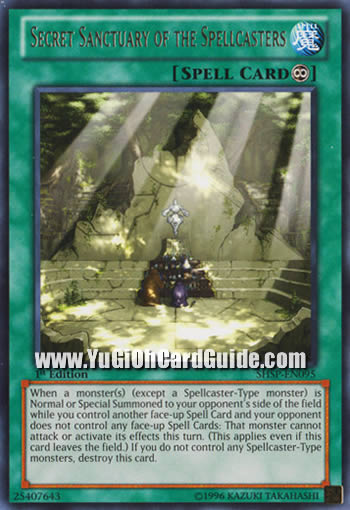 SECRET SANCTUARY OF THE SPELLCASTERS
魔
[SPELL CARD]
www.YuGiOhCardGuide.com
1st Edition
SHSP-EN095
When a monster(s) (except a Spellcaster-Type monster) is
Normal or Special Summoned to your opponent's side of the field
while you control another face-up Spell Card and your opponent
does not control any face-up Spell Cards: That monster cannot
attack or activate its effects this turn. (This applies even if this
card leaves the field.) If you do not control any Spellcaster-Type
monsters, destroy this card.
25407643
©1996 KAZUKI TAKAHASHI